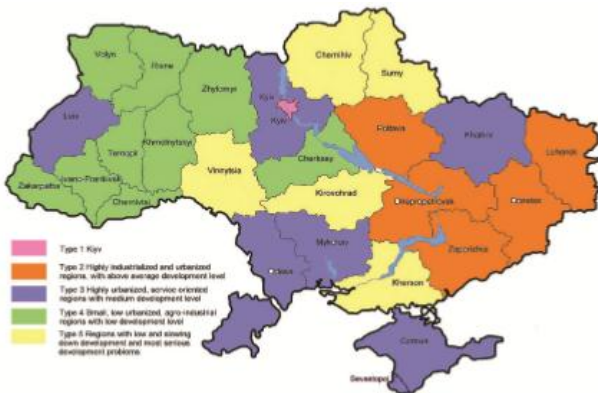 Chernihiv
Volyn
Rivne
Sumy
Zhytomyr
Kyiv
Kyiv
Lviv
Poltava
Kharkiv
Khmelnytskyi
Ternopil
Cherkasy
Luhansk
Ivano-Frankivsk
Vinnytsia
Zakarpattia
Kirovohrad
Dnipropetrovsk
Donetsk
Chernivtsi
Mykolaiv
Zaporizhia
Odesa
Kherson
Crimea
Sevastopol
Type 1 Kiyv
Type 2 Highly industrialized and urbanized
regions, with above average development level
Type 3 Highly urbanized, service oriented
regions with medium development level
Type 4 Small, low urbanized, agro-industrial
regions with low development level
Type 5 Regions with low and slowing
down development and most serious
development problems